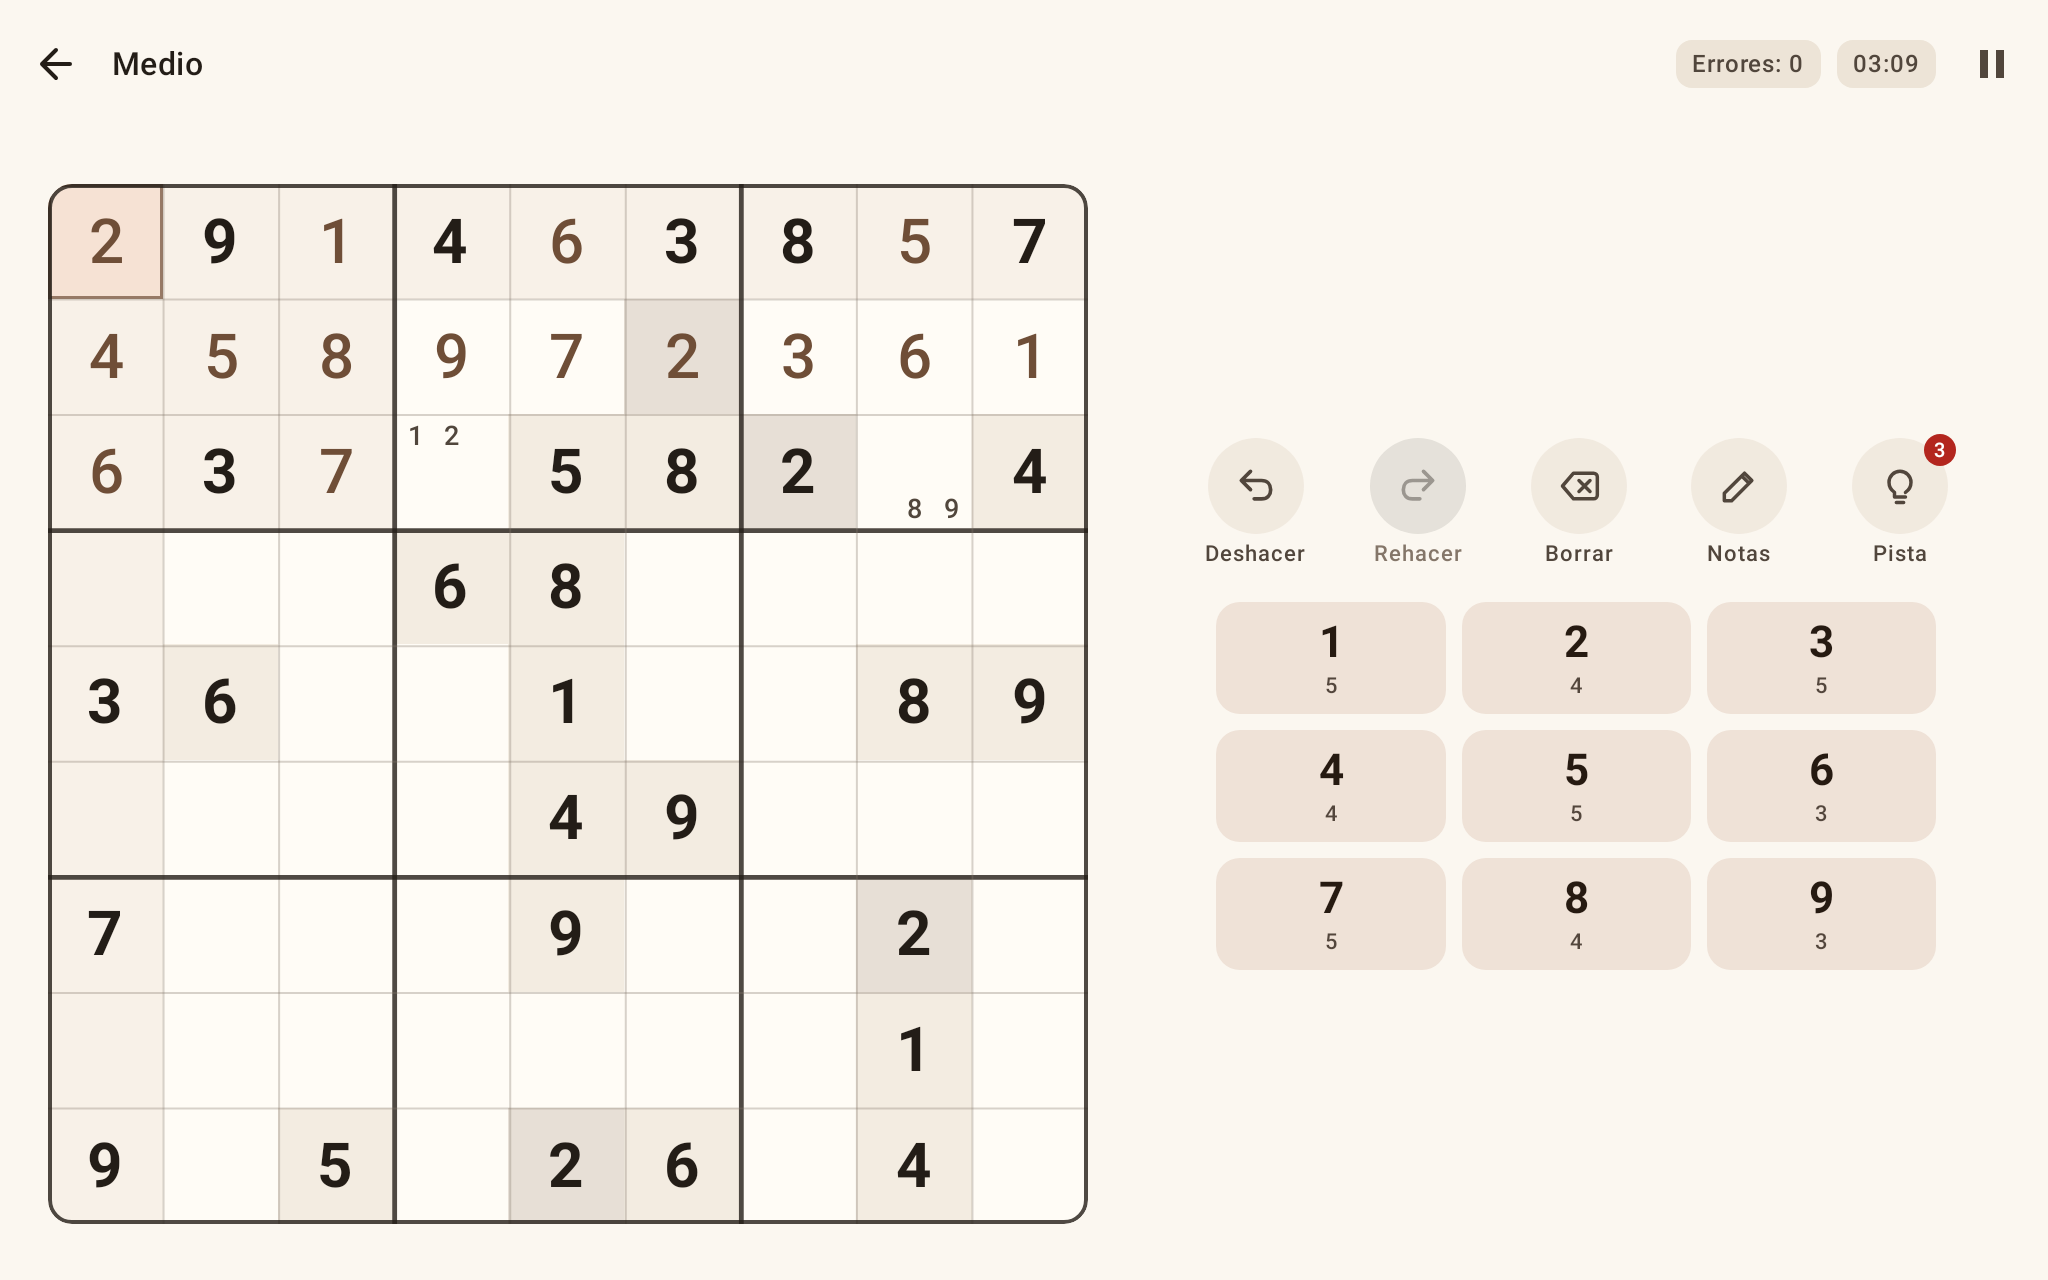 Medio
Errores: 0 03:09
2 9 1 4 6 3 8 5 7
4 5 8 9 7 2 3 6 1
1 2
6 3 7 5 8 2 4
8 9
6 8
3 6 1 8 9
4 9
7 9 2
1
9 5 2 6 4
3
Deshacer Rehacer Borrar Notas Pista
1 2 3
5 4 5
4 5 6
4 5 3
7 8 9
5 4 3